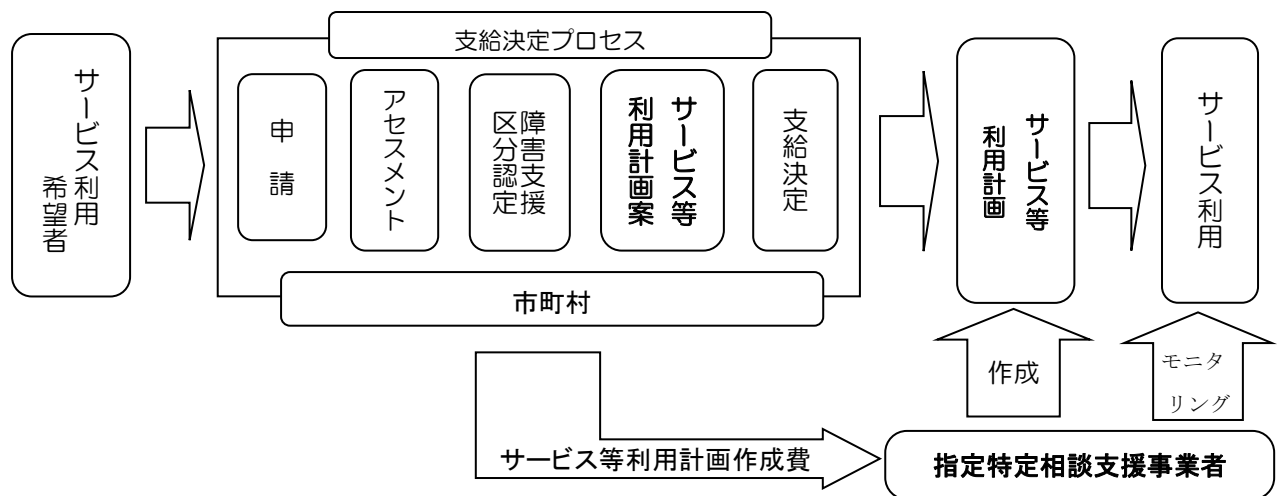 支給決定プロセス
サービス利用
希望者
申請
アセスメント
障害支援
区分認定
サービス等
利用計画案
支給決定
サービス等
利用計画
サービス利用
市町村
作成
モニタ
リング
サービス等利用計画作成費
指定特定相談支援事業者